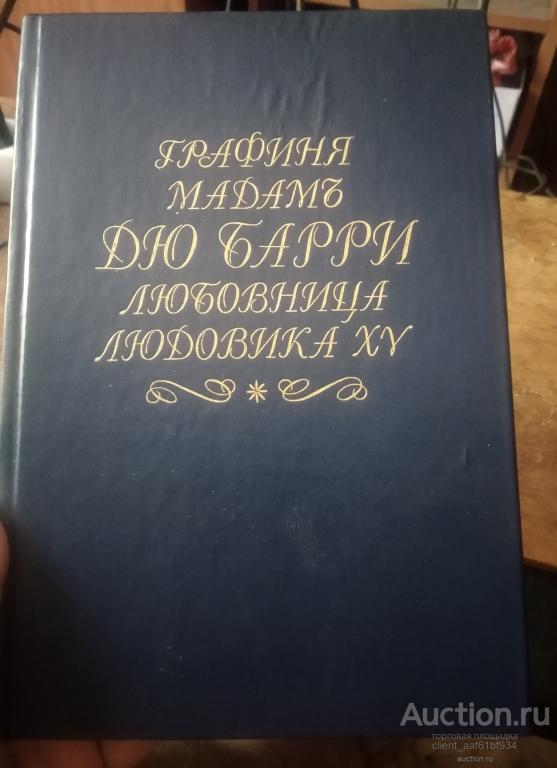 ГРАФИНЯ
МАДАМЪ
ДЮ БАРРИ
ЛЮБОВНИЦА
ЛЮДОВИКА XV
Auction.ru
торговая площадка
client_aaf61bf934
auction.ru